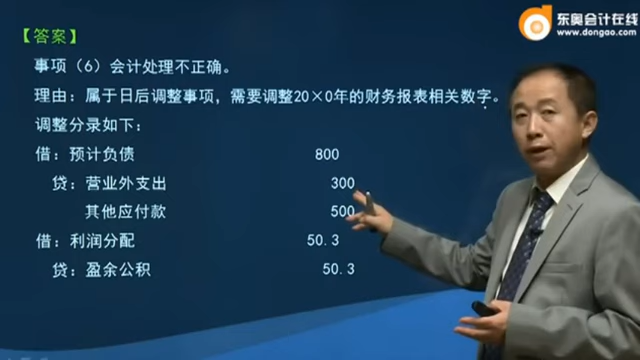 东奥会计在线
www.dongao.com
【答案】
事项（6）会计处理不正确。
理由：属于日后调整事项，需要调整20×0年的财务报表相关数字。
调整分录如下：
借：预计负债 800
贷：营业外支出 300
其他应付款 500
借：利润分配 50.3
贷：盈余公积 50.3